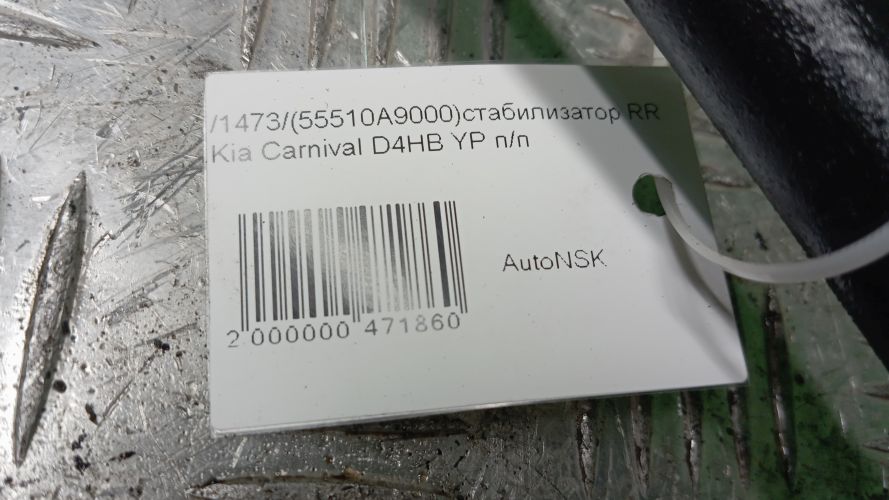 /1473/(55510A9000)стабилизатор RR
Kia Carnival D4HB YP п/п
AutoNSK
2 000000 471860